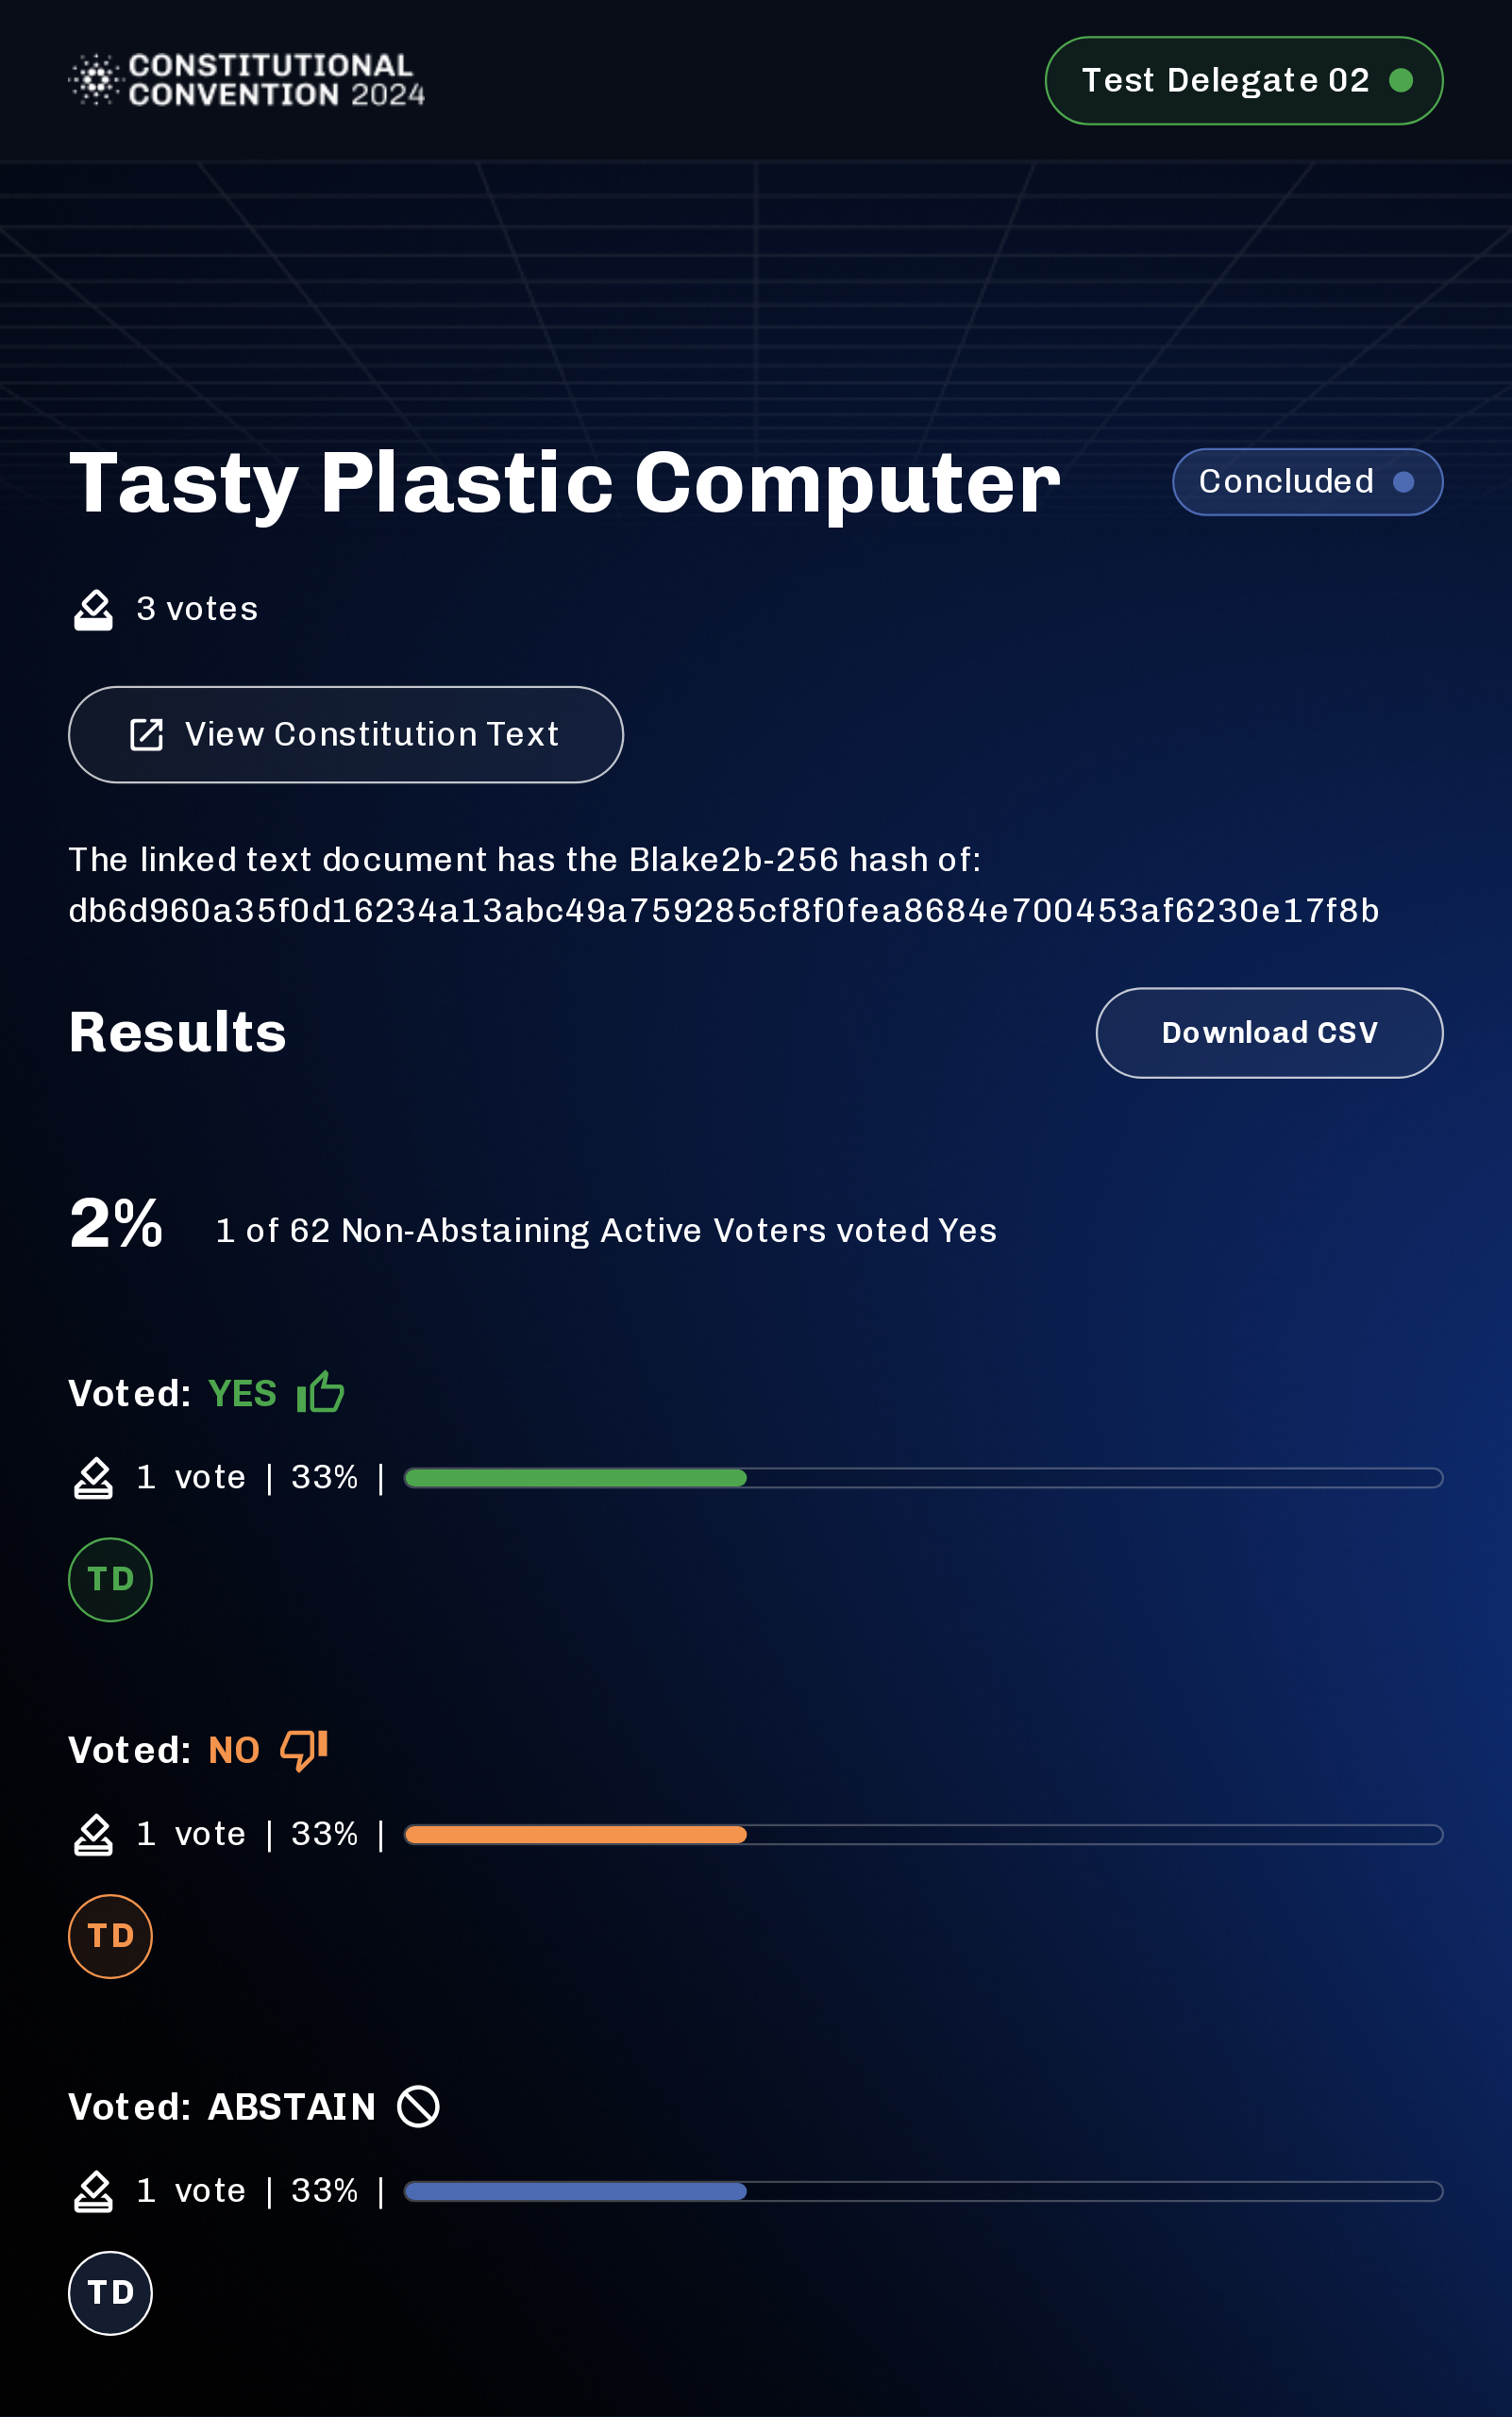 CONSTITUTIONAL
CONVENTION 2024
Test Delegate 02
Tasty Plastic Computer
Concluded
3 votes
View Constitution Text
The linked text document has the Blake2b-256 hash of:
db6d960a35f0d16234a13abc49a759285cf8f0fea8684e700453af6230e17f8b
Results
Download CSV
2%
1 of 62 Non-Abstaining Active Voters voted Yes
Voted: YES
1 vote | 33% |
TD
Voted: NO
1 vote | 33% |
TD
Voted: ABSTAIN
1 vote | 33% |
TD